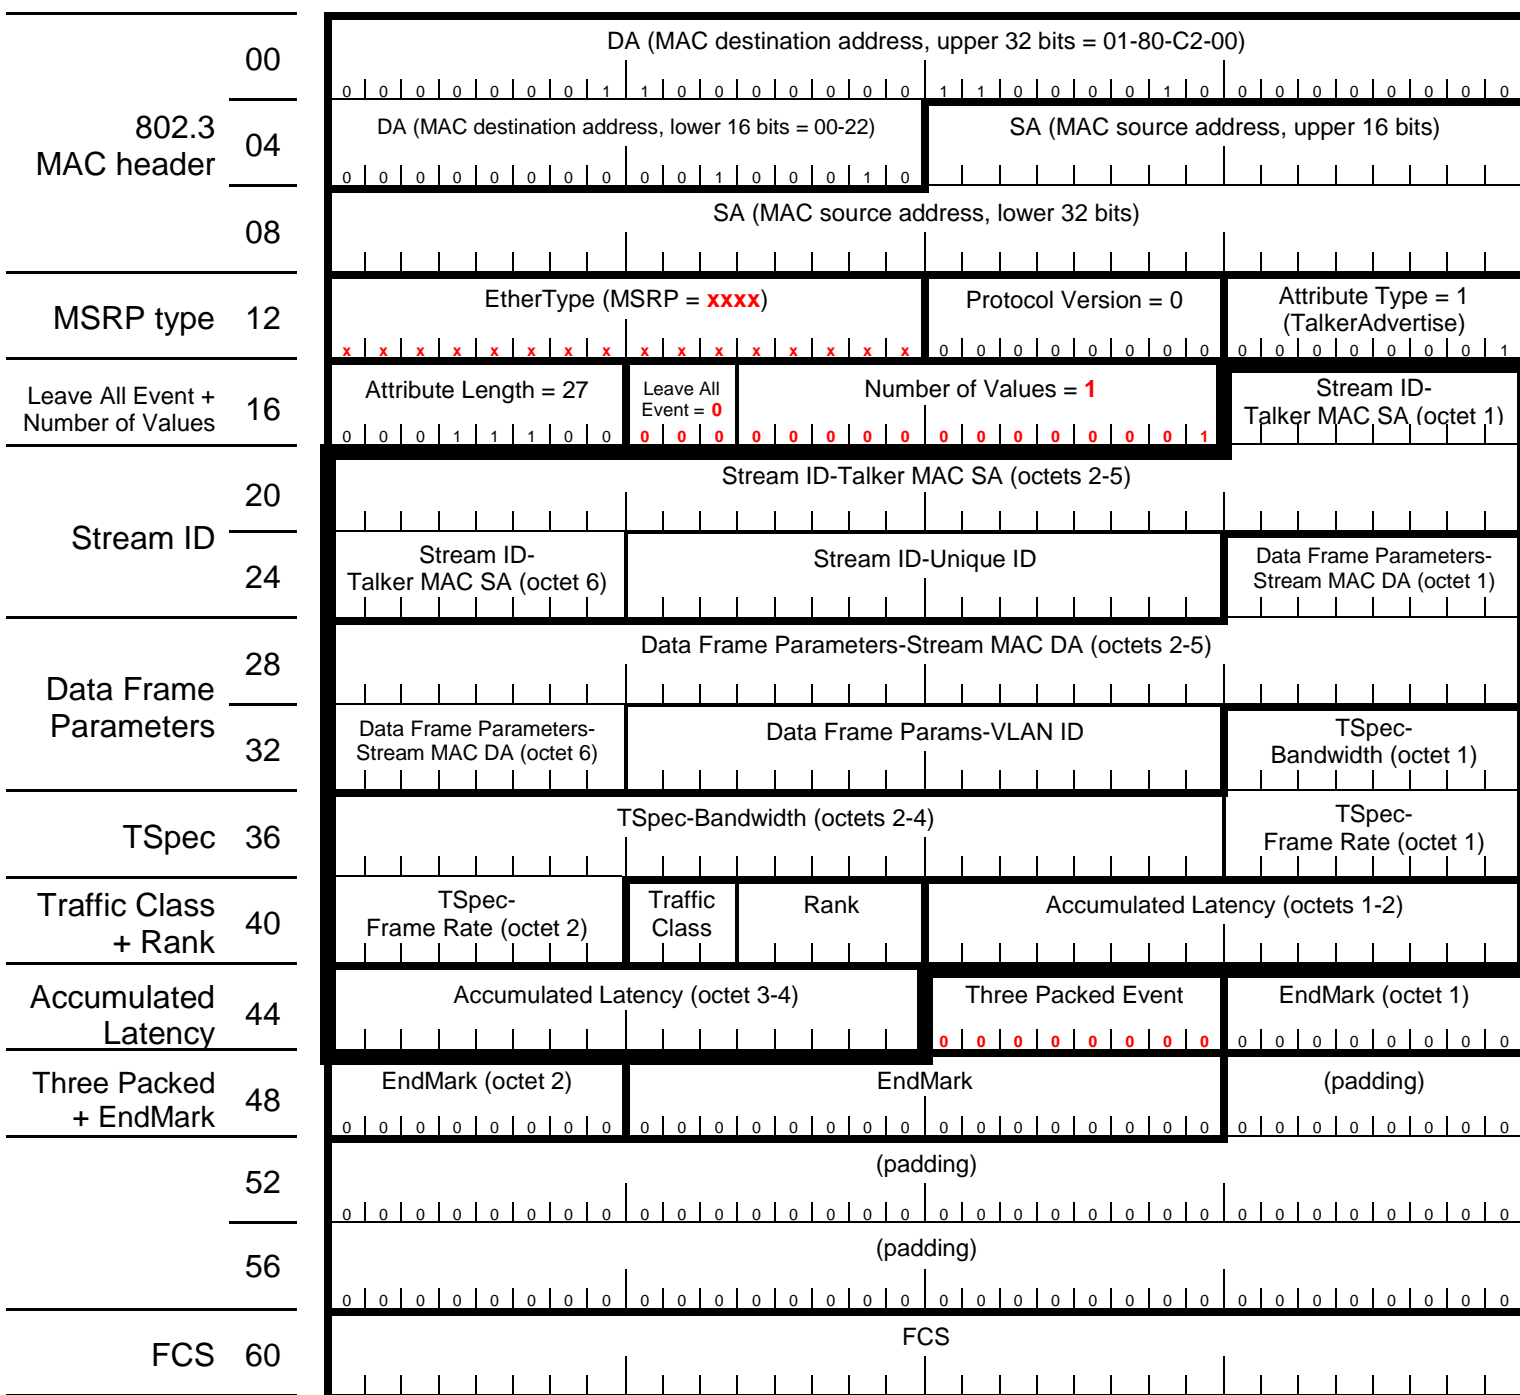 DA (MAC destination address, upper 32 bits = 01-80-C2-00)
00
0 0 0 0 0 0 0 1 1 0 0 0 0 0 0 0 1 1 0 0 0 0 1 0 0 0 0 0 0 0 0 0
802.3
MAC header
04
DA (MAC destination address, lower 16 bits = 00-22)
SA (MAC source address, upper 16 bits)
0 0 0 0 0 0 0 0 0 0 1 0 0 0 1 0
08
SA (MAC source address, lower 32 bits)
MSRP type
12
EtherType (MSRP = xxxx)
Protocol Version = 0
Attribute Type = 1
(TalkerAdvertise)
x x x x x x x x x x x x x x x x 0 0 0 0 0 0 0 0 0 0 0 0 0 0 0 1
Leave All Event +
Number of Values
16
Attribute Length = 27
Leave All
Event = 0
Number of Values = 1
Stream ID-
Talker MAC SA (octet 1)
0 0 0 1 1 1 0 0 0 0 0 0 0 0 0 0 0 0 0 0 0 0 0 1
Stream ID
20
Stream ID-Talker MAC SA (octets 2-5)
24
Stream ID-
Talker MAC SA (octet 6)
Stream ID-Unique ID
Data Frame Parameters-
Stream MAC DA (octet 1)
Data Frame
Parameters
28
Data Frame Parameters-Stream MAC DA (octets 2-5)
32
Data Frame Parameters-
Stream MAC DA (octet 6)
Data Frame Params-VLAN ID
TSpec-
Bandwidth (octet 1)
TSpec
36
TSpec-Bandwidth (octets 2-4)
TSpec-
Frame Rate (octet 1)
Traffic Class
+ Rank
40
TSpec-
Frame Rate (octet 2)
Traffic
Class
Rank
Accumulated Latency (octets 1-2)
Accumulated
Latency
44
Accumulated Latency (octet 3-4)
Three Packed Event
EndMark (octet 1)
0 0 0 0 0 0 0 0 0 0 0 0 0 0 0 0
Three Packed
+ EndMark
48
EndMark (octet 2)
EndMark
(padding)
0 0 0 0 0 0 0 0 0 0 0 0 0 0 0 0 0 0 0 0 0 0 0 0 0 0 0 0 0 0 0 0
52
(padding)
0 0 0 0 0 0 0 0 0 0 0 0 0 0 0 0 0 0 0 0 0 0 0 0 0 0 0 0 0 0 0 0
56
(padding)
0 0 0 0 0 0 0 0 0 0 0 0 0 0 0 0 0 0 0 0 0 0 0 0 0 0 0 0 0 0 0 0
FCS
60
FCS